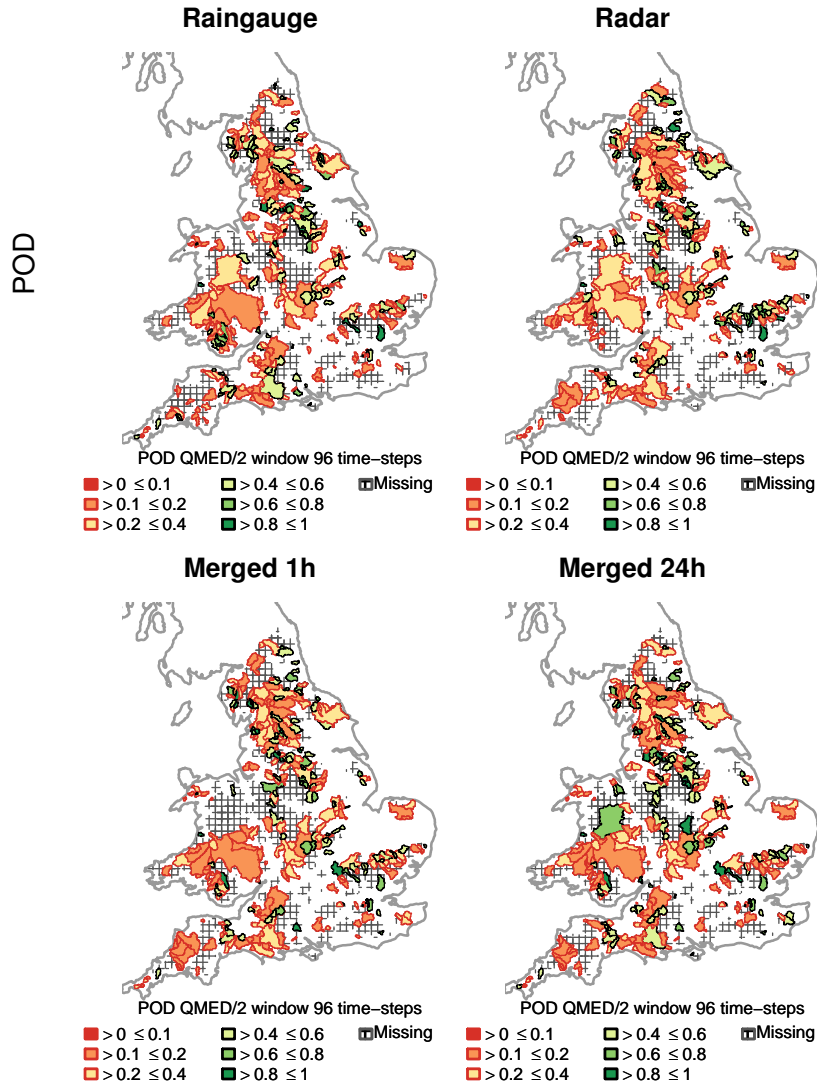 Raingauge Radar
POD
POD QMED/2 window 96 time−steps POD QMED/2 window 96 time−steps
> 0 ≤ 0.1 > 0.4 ≤ 0.6 Missing > 0 ≤ 0.1 > 0.4 ≤ 0.6 Missing
> 0.1 ≤ 0.2 > 0.6 ≤ 0.8 > 0.1 ≤ 0.2 > 0.6 ≤ 0.8
> 0.2 ≤ 0.4 > 0.8 ≤ 1 > 0.2 ≤ 0.4 > 0.8 ≤ 1
Merged 1h Merged 24h
POD QMED/2 window 96 time−steps POD QMED/2 window 96 time−steps
> 0 ≤ 0.1 > 0.4 ≤ 0.6 Missing > 0 ≤ 0.1 > 0.4 ≤ 0.6 Missing
> 0.1 ≤ 0.2 > 0.6 ≤ 0.8 > 0.1 ≤ 0.2 > 0.6 ≤ 0.8
> 0.2 ≤ 0.4 > 0.8 ≤ 1 > 0.2 ≤ 0.4 > 0.8 ≤ 1